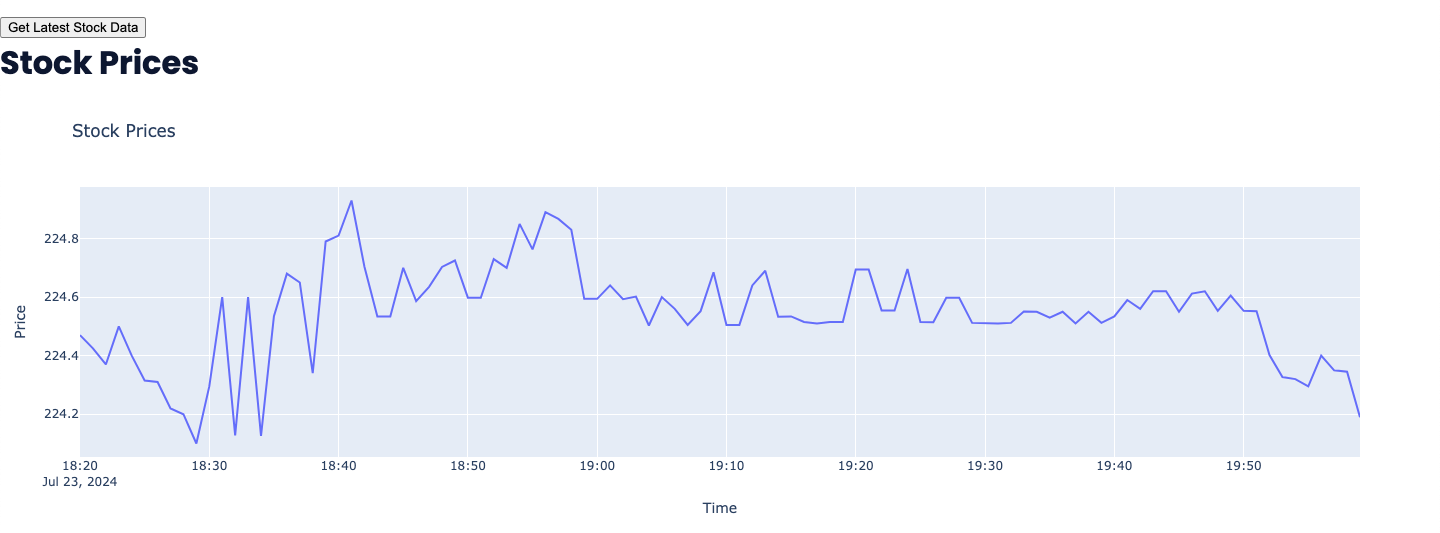 Get Latest Stock Data
Stock Prices
Stock Prices
224.8
224.6
224.4
224.2
Price
18:20 18:30 18:40 18:50 19:00 19:10 19:20 19:30 19:40 19:50
Jul 23, 2024
Time